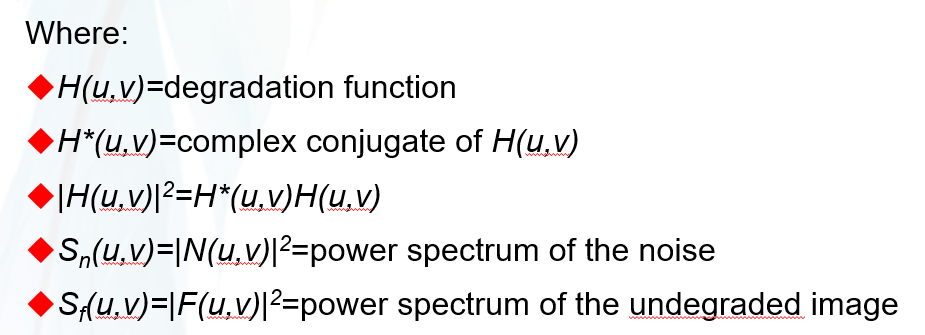 Where:
◆H(u,v)=degradation function
◆H*(u,v)=complex conjugate of H(u,v)
◆|H(u,v)|²=H*(u,v)H(u,v)
◆Sₙ(u,v)=|N(u,v)|²=power spectrum of the noise
◆S_f(u,v)=|F(u,v)|²=power spectrum of the undegraded image